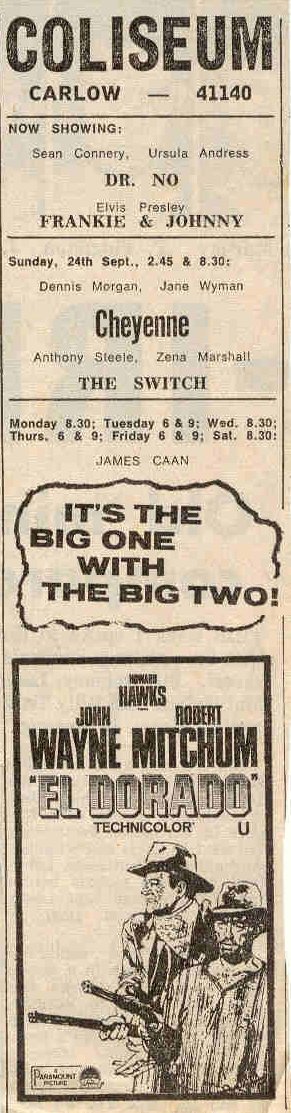 COLISEUM
CARLOW — 41140
NOW SHOWING:
Sean Connery, Ursula Andress
DR. NO
Elvis Presley
FRANKIE & JOHNNY
Sunday, 24th Sept., 2.45 & 8.30:
Dennis Morgan, Jane Wyman
Cheyenne
Anthony Steele, Zena Marshall
THE SWITCH
Monday 8.30; Tuesday 6 & 9; Wed. 8.30;
Thurs. 6 & 9; Friday 6 & 9; Sat. 8.30:
JAMES CAAN
IT'S THE
BIG ONE
WITH
THE BIG TWO!
HOWARD
HAWKS
JOHN ROBERT
WAYNE MITCHUM
"EL DORADO"
TECHNICOLOR U
A
PARAMOUNT
PICTURE